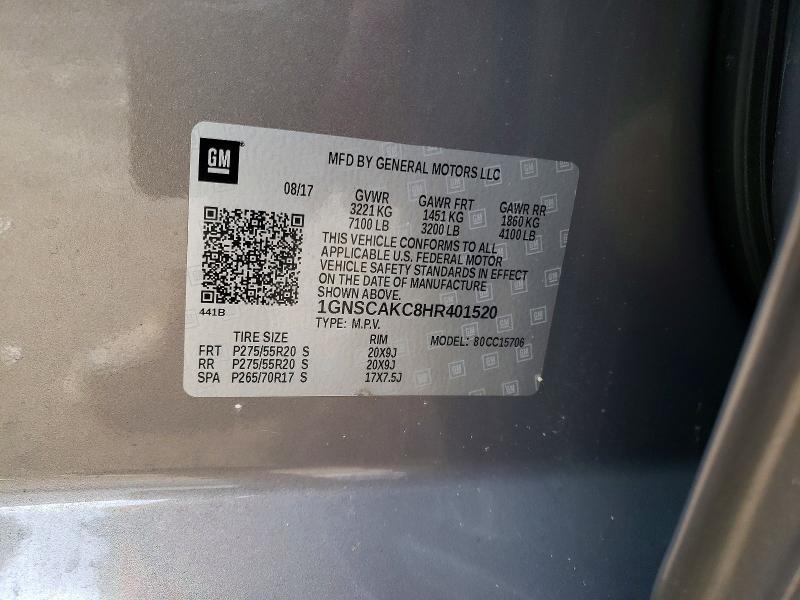 GM
MFD BY GENERAL MOTORS LLC
08/17 GVWR GAWR FRT GAWR RR
3221 KG 1451 KG 1860 KG
7100 LB 3200 LB 4100 LB
THIS VEHICLE CONFORMS TO ALL
APPLICABLE U.S. FEDERAL MOTOR
VEHICLE SAFETY STANDARDS IN EFFECT
ON THE DATE OF MANUFACTURE
SHOWN ABOVE.
441B 1GNSCAKC8HR401520
TYPE: M.P.V. MODEL: 80CC15706
TIRE SIZE RIM
FRT P275/55R20 S 20X9J
RR P275/55R20 S 20X9J
SPA P265/70R17 S 17X7.5J